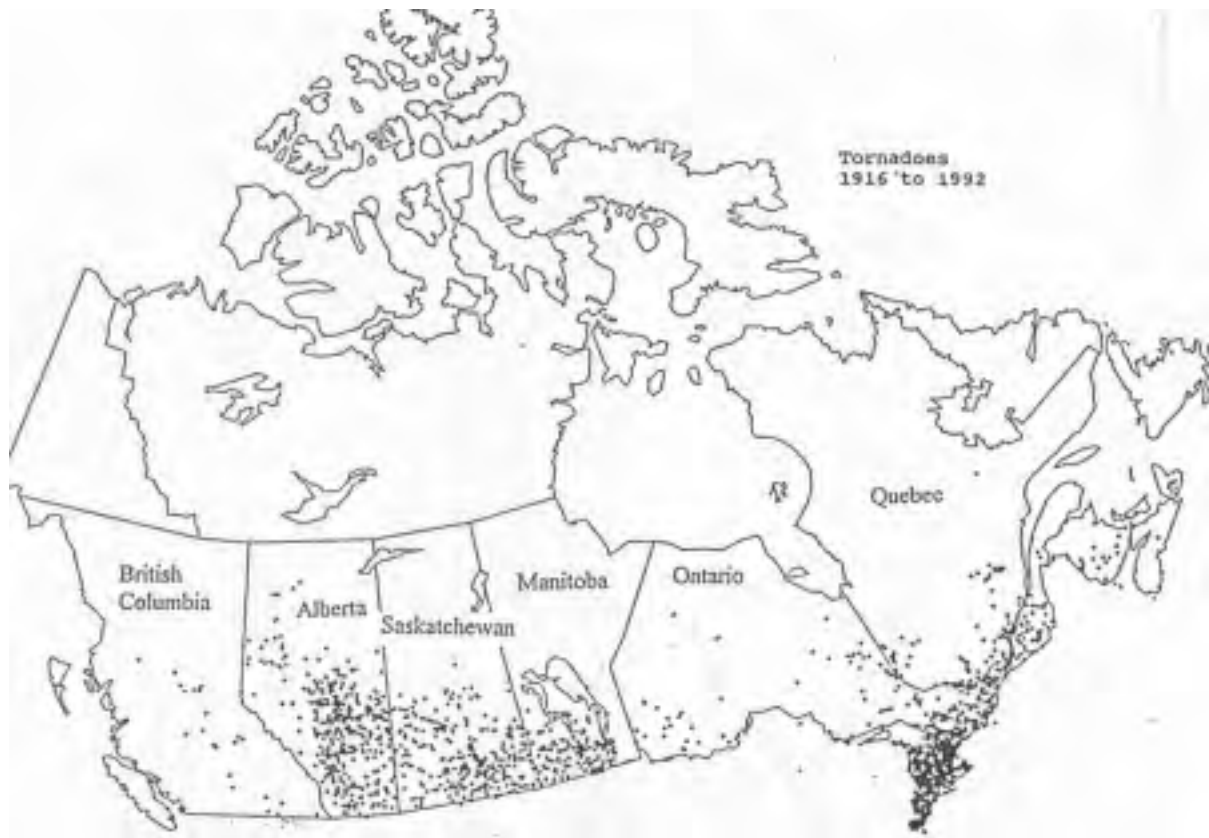 Tornadoes
1916 to 1992
Quebec
British
Columbia
Alberta
Saskatchewan
Manitoba
Ontario